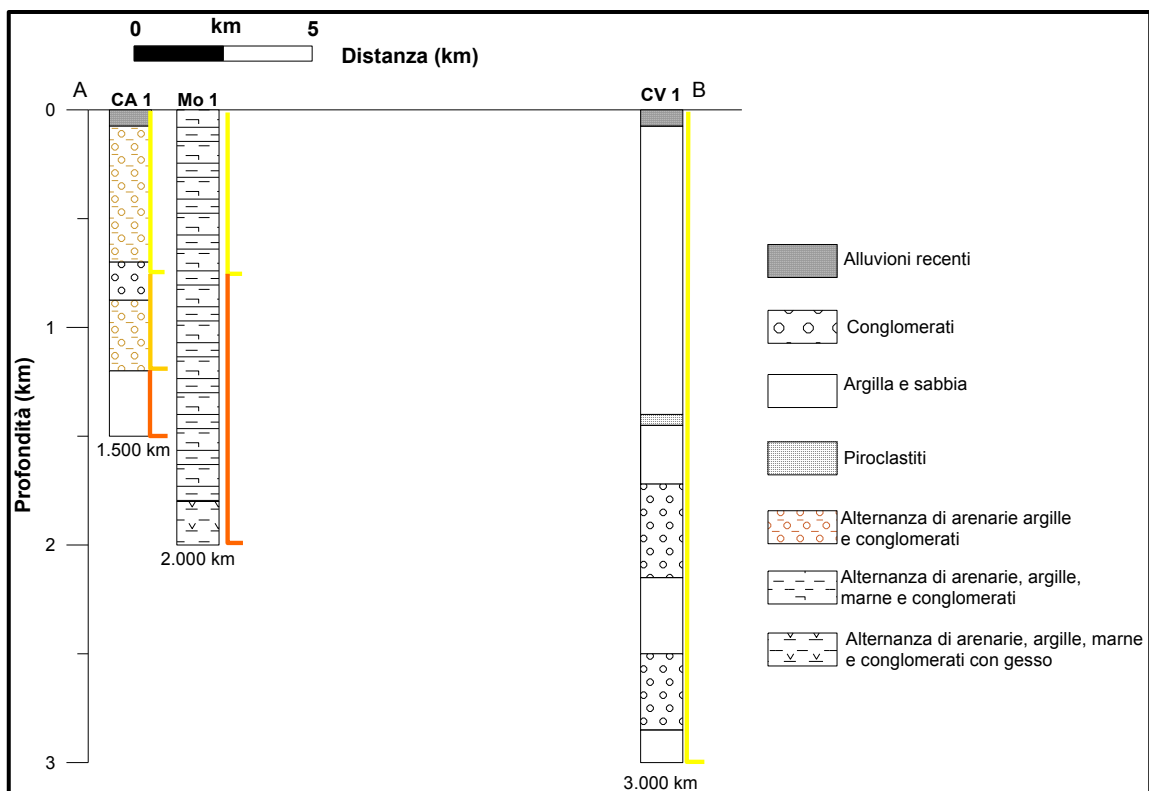 km
0 5
Distanza (km)
A CA 1 Mo 1 CV 1 B
0
1
2
3
Profondità (km)
1.500 km
2.000 km
3.000 km
Alluvioni recenti
Conglomerati
Argilla e sabbia
Piroclastiti
Alternanza di arenarie argille
e conglomerati
Alternanza di arenarie, argille,
marne e conglomerati
Alternanza di arenarie, argille, marne
e conglomerati con gesso